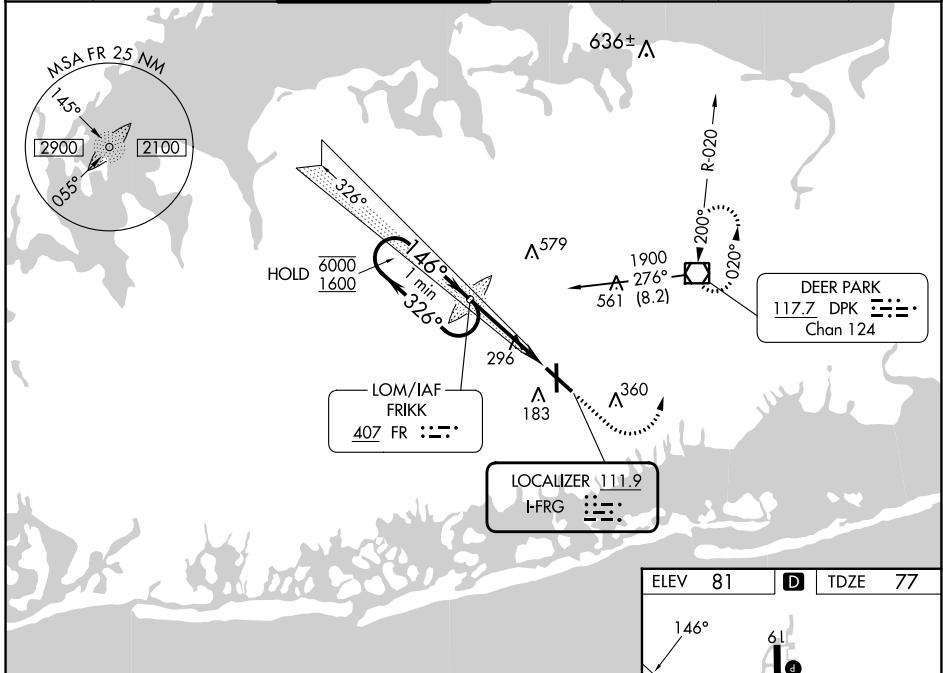 MSA FR 25 NM
145°
2900
2100
055°
636±
R-020
200°
020°
326°
579
146°
HOLD
6000
1600
1 min
326°
1900
276°
561
(8.2)
DEER PARK
117.7 DPK
Chan 124
296
LOM/IAF
FRIKK
407 FR
183
360
LOCALIZER 111.9
I-FRG
ELEV 81
D
TDZE 77
146°
19
P